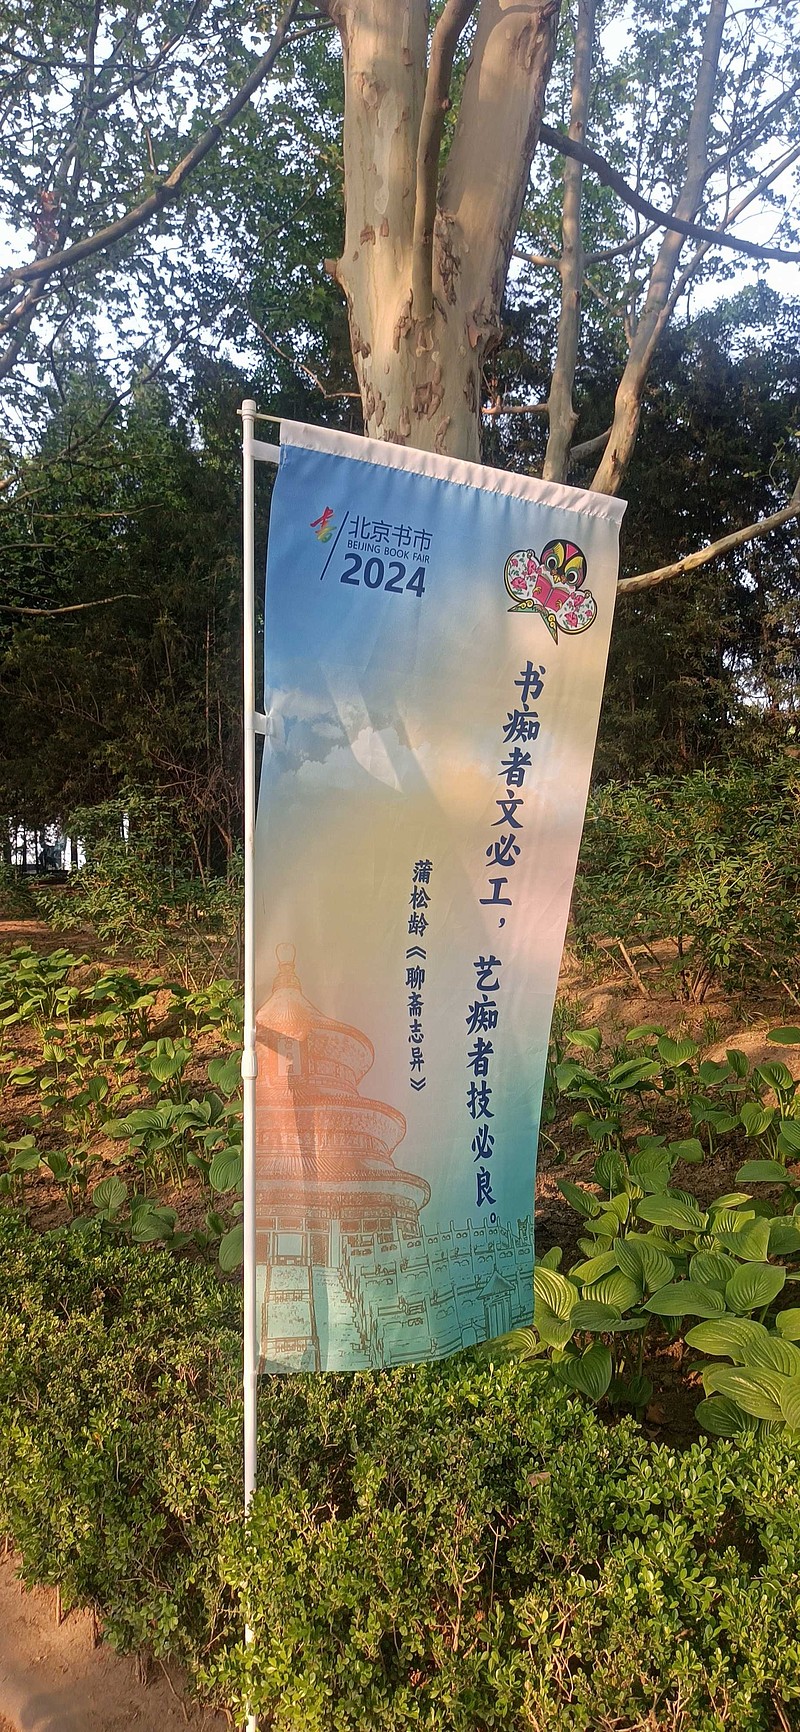 北京书市
BEIJING BOOK FAIR
2024
书痴者文必工，艺痴者技必良。
蒲松龄《聊斋志异》